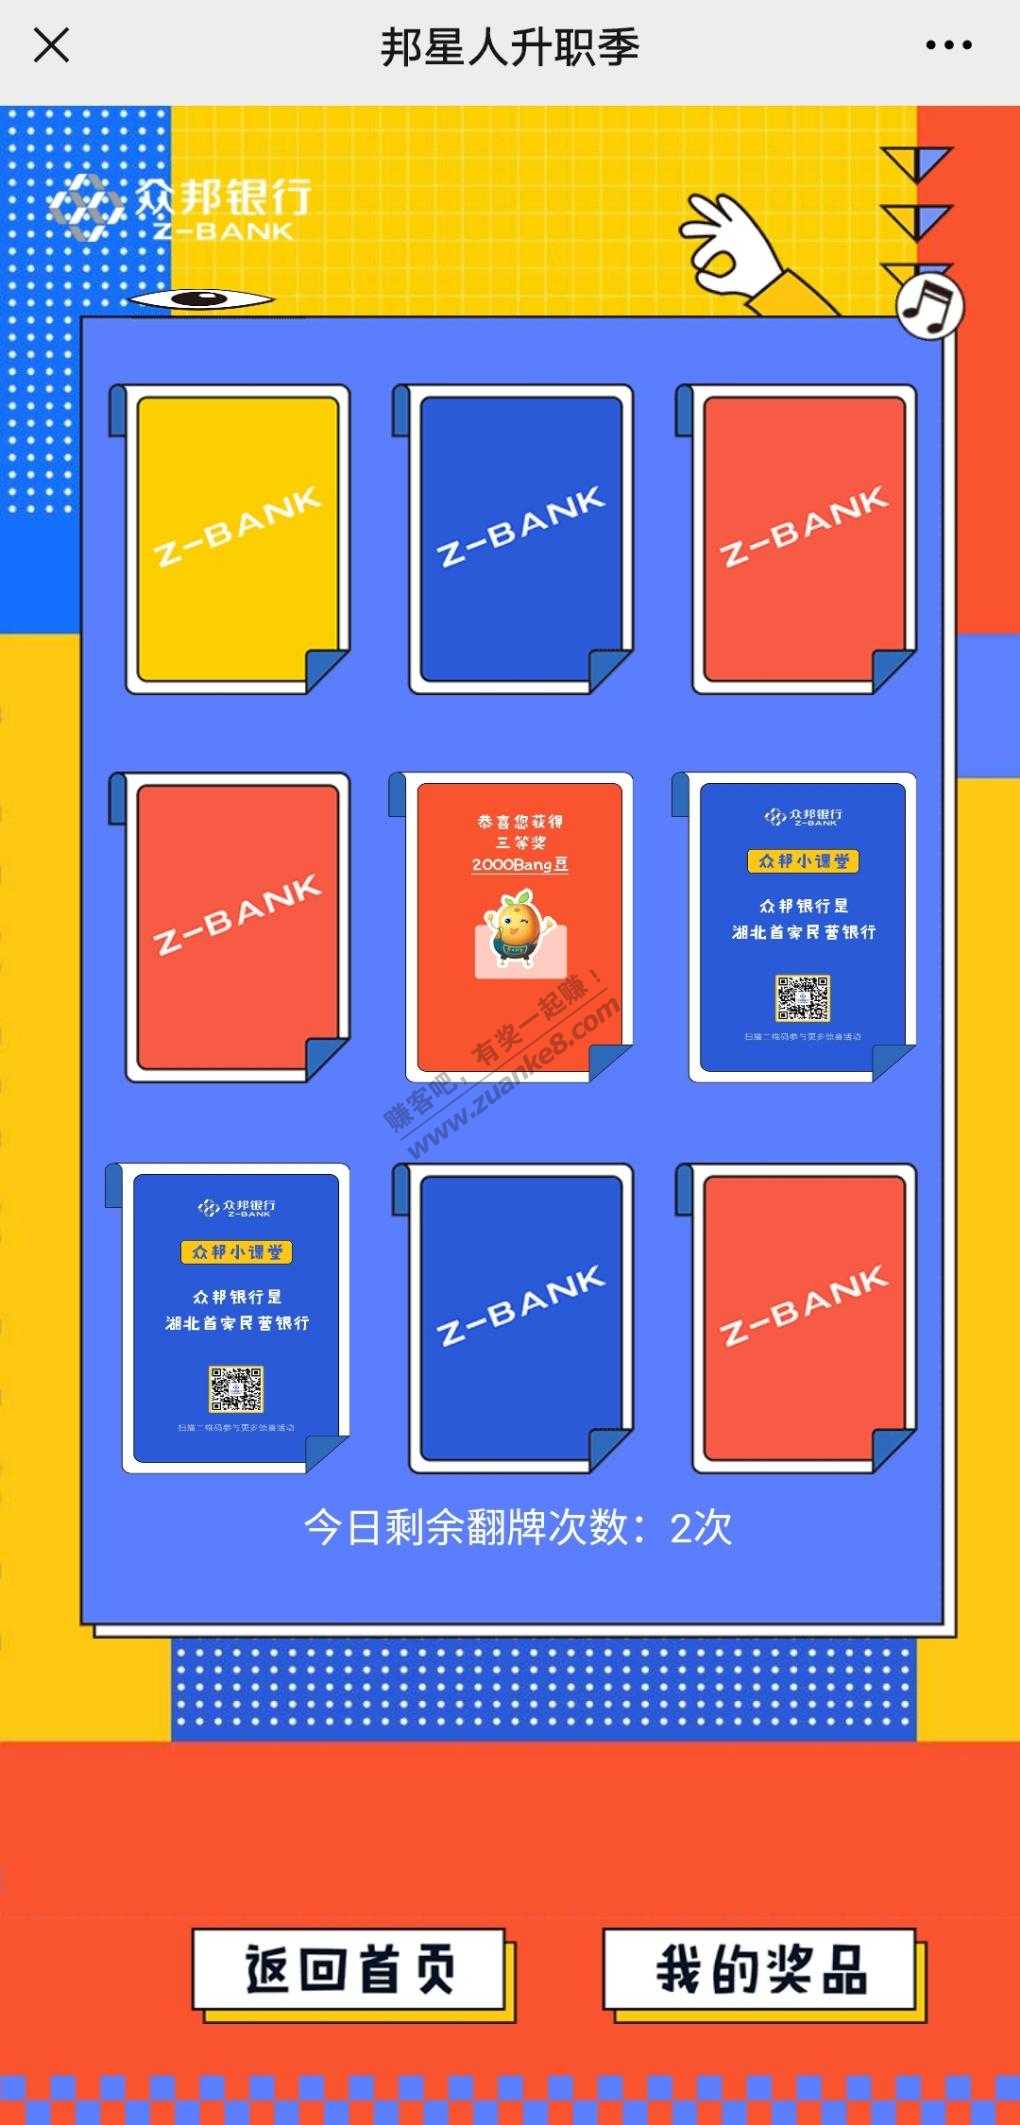 邦星人升职季
众邦银行
Z-BANK
Z-BANK
Z-BANK
Z-BANK
Z-BANK
恭喜您获得
三等奖
2000Bang豆
众邦银行
Z-BANK
众邦小课堂
众邦银行是
湖北首家民营银行
扫描二维码参与更多惊喜活动
赚客吧，有奖一起赚！
www.zuanke8.com
众邦银行
Z-BANK
众邦小课堂
众邦银行是
湖北首家民营银行
扫描二维码参与更多惊喜活动
Z-BANK
Z-BANK
今日剩余翻牌次数：2次
返回首页
我的奖品